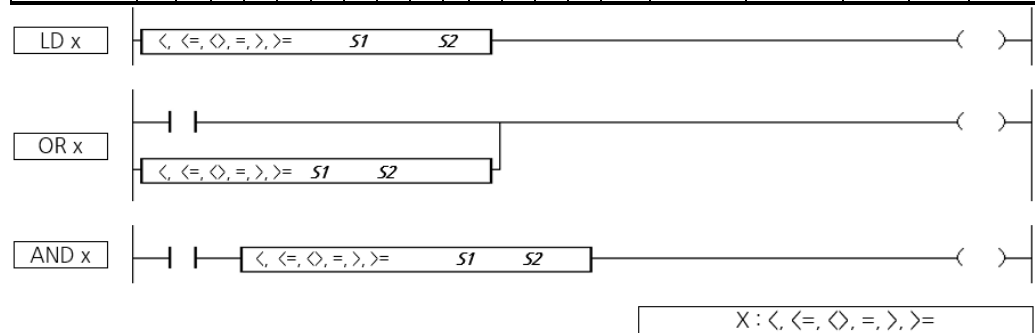 LD x 〈, 〈=, 〈〉, =, 〉, 〉= S1 S2
OR x
〈, 〈=, 〈〉, =, 〉, 〉= S1 S2
AND x 〈, 〈=, 〈〉, =, 〉, 〉= S1 S2
X : 〈, 〈=, 〈〉, =, 〉, 〉=